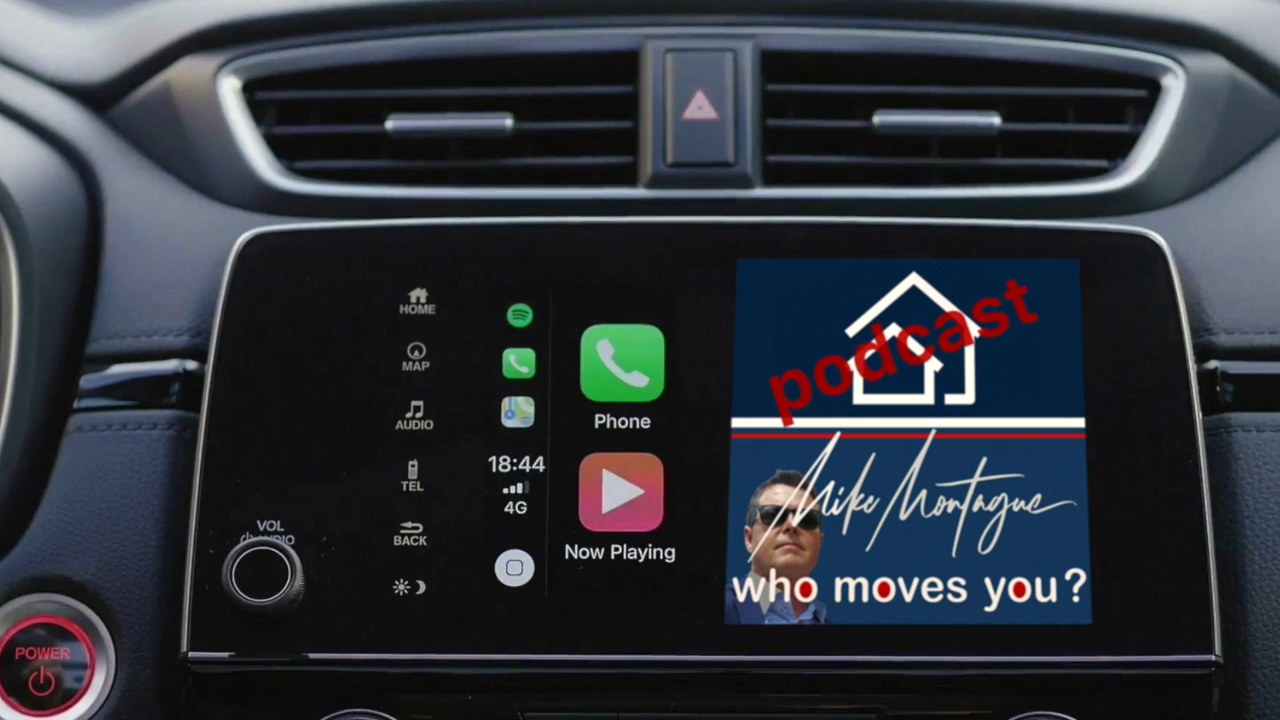 HOME
MAP
AUDIO
TEL
BACK
VOL
AUDIO
POWER
18:44
4G
Phone
Now Playing
podcast
Mike Montague
who moves you?